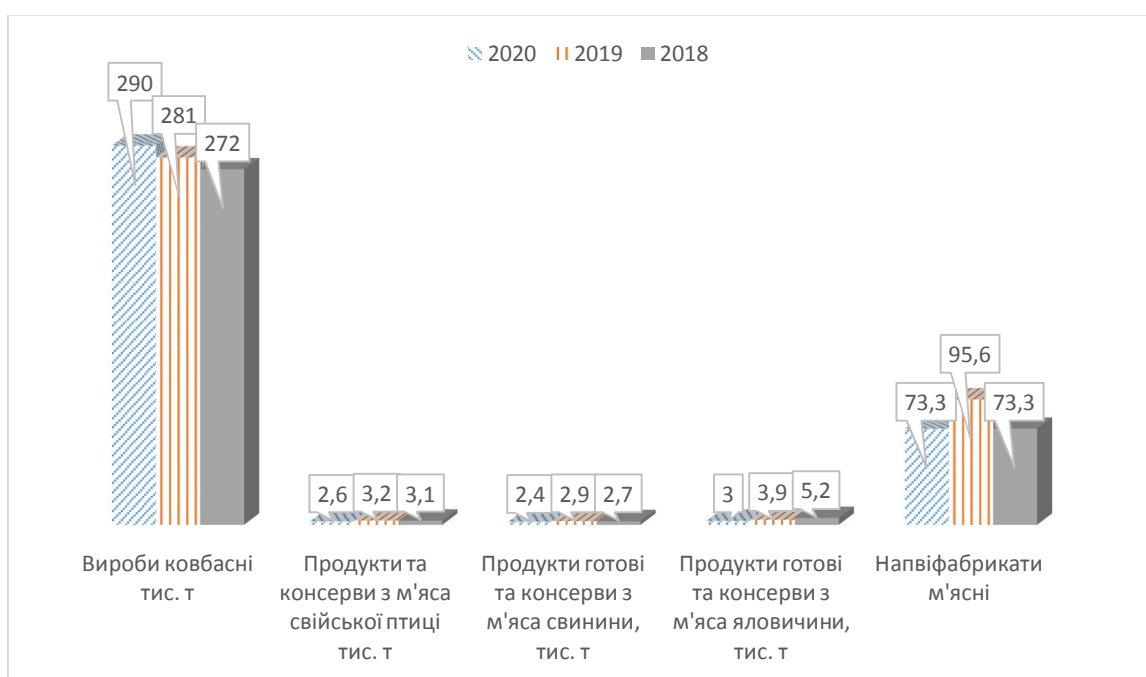 2020 2019 2018
290
281
272
2,6 3,2 3,1
2,4 2,9 2,7
3 3,9 5,2
73,3 95,6 73,3
Вироби ковбасні
тис. т
Продукти та
консерви з м'яса
свійської птиці
тис. т
Продукти готові
та консерви з
м'яса свинини,
тис. т
Продукти готові
та консерви з
м'яса яловичини,
тис. т
Напвіфабрикати
м'ясні